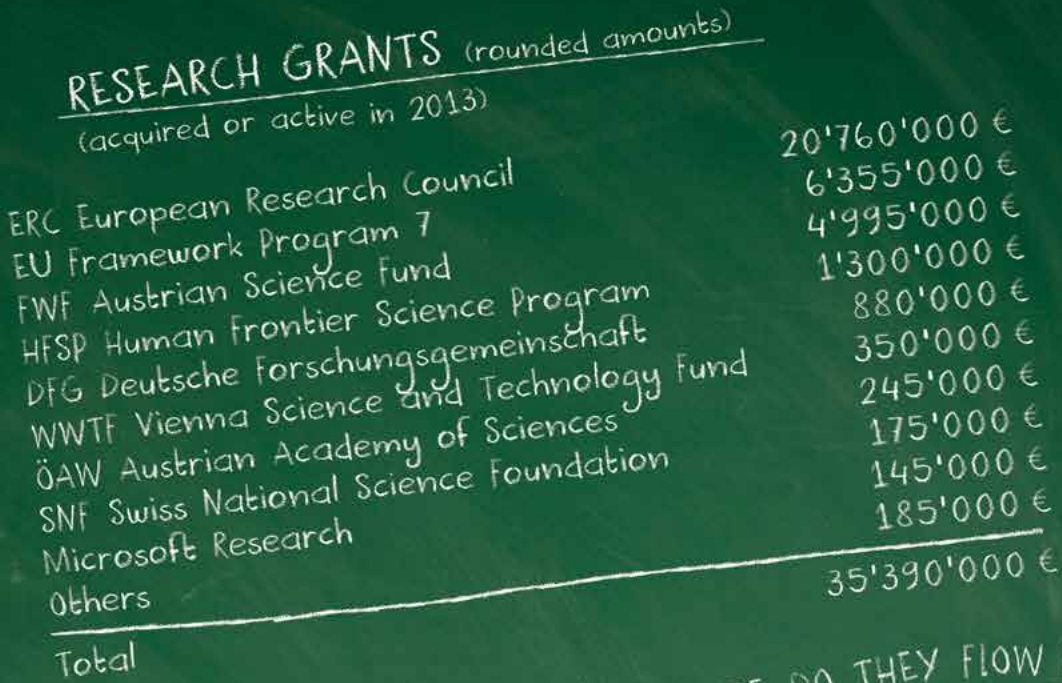 RESEARCH GRANTS (rounded amounts)
(acquired or active in 2013)
ERC European Research Council 20'760'000 €
EU Framework Program 7 6'355'000 €
FWF Austrian Science Fund 4'995'000 €
HFSP Human Frontier Science Program 1'300'000 €
DFG Deutsche Forschungsgemeinschaft 880'000 €
WWTF Vienna Science and Technology Fund 350'000 €
ÖAW Austrian Academy of Sciences 245'000 €
SNF Swiss National Science Foundation 175'000 €
Microsoft Research 145'000 €
Others 185'000 €
Total 35'390'000 €
DO THEY FLOW